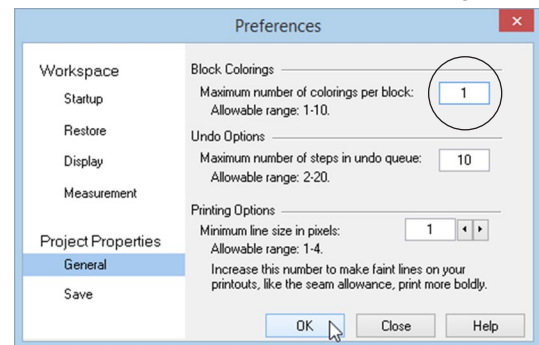 Preferences
Workspace
Startup
Restore
Display
Measurement
Project Properties
General
Save
Block Colorings
Maximum number of colorings per block: 1
Allowable range: 1-10.
Undo Options
Maximum number of steps in undo queue: 10
Allowable range: 2-20.
Printing Options
Minimum line size in pixels: 1
Allowable range: 1-4.
Increase this number to make faint lines on your
printouts, like the seam allowance, print more boldly.
OK Close Help